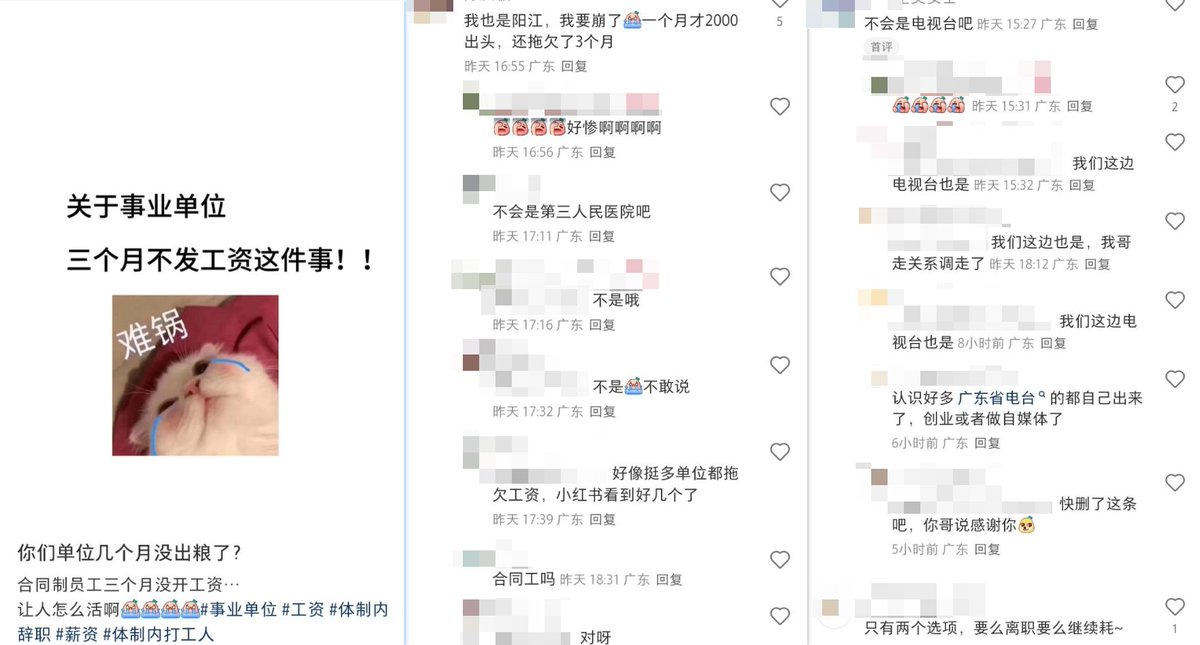 关于事业单位
三个月不发工资这件事！！
难锅
你们单位几个月没出粮了?
合同制员工三个月没开工资…
让人怎么活啊#事业单位 #工资 #体制内
辞职 #薪资 #体制内打工人
我也是阳江，我要崩了一个月才2000
出头，还拖欠了3个月
昨天 16:55 广东 回复
5
好惨啊啊啊啊
昨天 16:56 广东 回复
不会是第三人民医院吧
昨天 17:11 广东 回复
不是哦
昨天 17:16 广东 回复
不是不敢说
昨天 17:32 广东 回复
好像挺多单位都拖
欠工资，小红书看到好几个了
昨天 17:39 广东 回复
合同工吗 昨天 18:31 广东 回复
对呀
不会是电视台吧 昨天 15:27 广东 回复
首评
昨天 15:31 广东 回复
2
我们这边
电视台也是 昨天 15:32 广东 回复
我们这边也是，我哥
走关系调走了 昨天 18:12 广东 回复
我们这边电
视台也是 8小时前 广东 回复
认识好多 广东省电台 的都自己出来
了，创业或者做自媒体了
6小时前 广东 回复
快删了这条
吧，你哥说感谢你
5小时前 广东 回复
只有两个选项，要么离职要么继续耗~
1